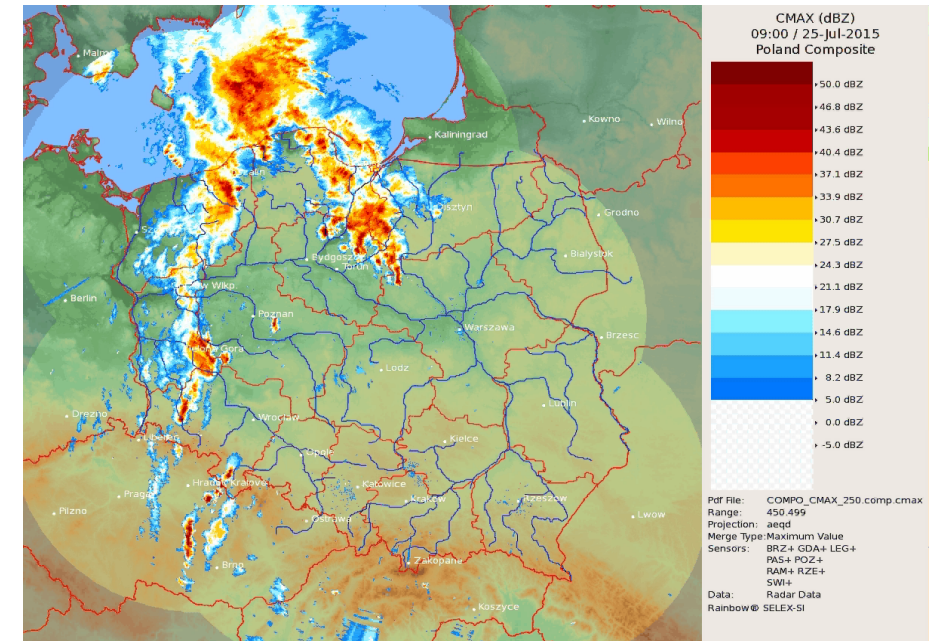 CMAX (dBZ)
09:00 / 25-Jul-2015
Poland Composite
50.0 dBZ
46.8 dBZ
43.6 dBZ
40.4 dBZ
37.1 dBZ
33.9 dBZ
30.7 dBZ
27.5 dBZ
24.3 dBZ
21.1 dBZ
17.9 dBZ
14.6 dBZ
11.4 dBZ
8.2 dBZ
5.0 dBZ
0.0 dBZ
-5.0 dBZ
Pdf File: COMPO_CMAX_250.comp.cmax
Range: 450.499
Projection: aeqd
Merge Type: Maximum Value
Sensors: BRZ+ GDA+ LEG+
PAS+ POZ+
RAM+ RZE+
SWI+
Data: Radar Data
Rainbow® SELEX-SI
Kowno
Wilno
Kaliningrad
Grodno
Bialystok
Torun
Wlkp
Berlin
Poznan
Warszawa
Brzesc
Gora
Lodz
Drezno
Wroclaw
Lublin
Kielce
Opole
Praga
Hradec Kralove
Katowice
Krakow
Rzeszow
Pilzno
Ostrawa
Lwow
Brno
Zakopane
Koszyce